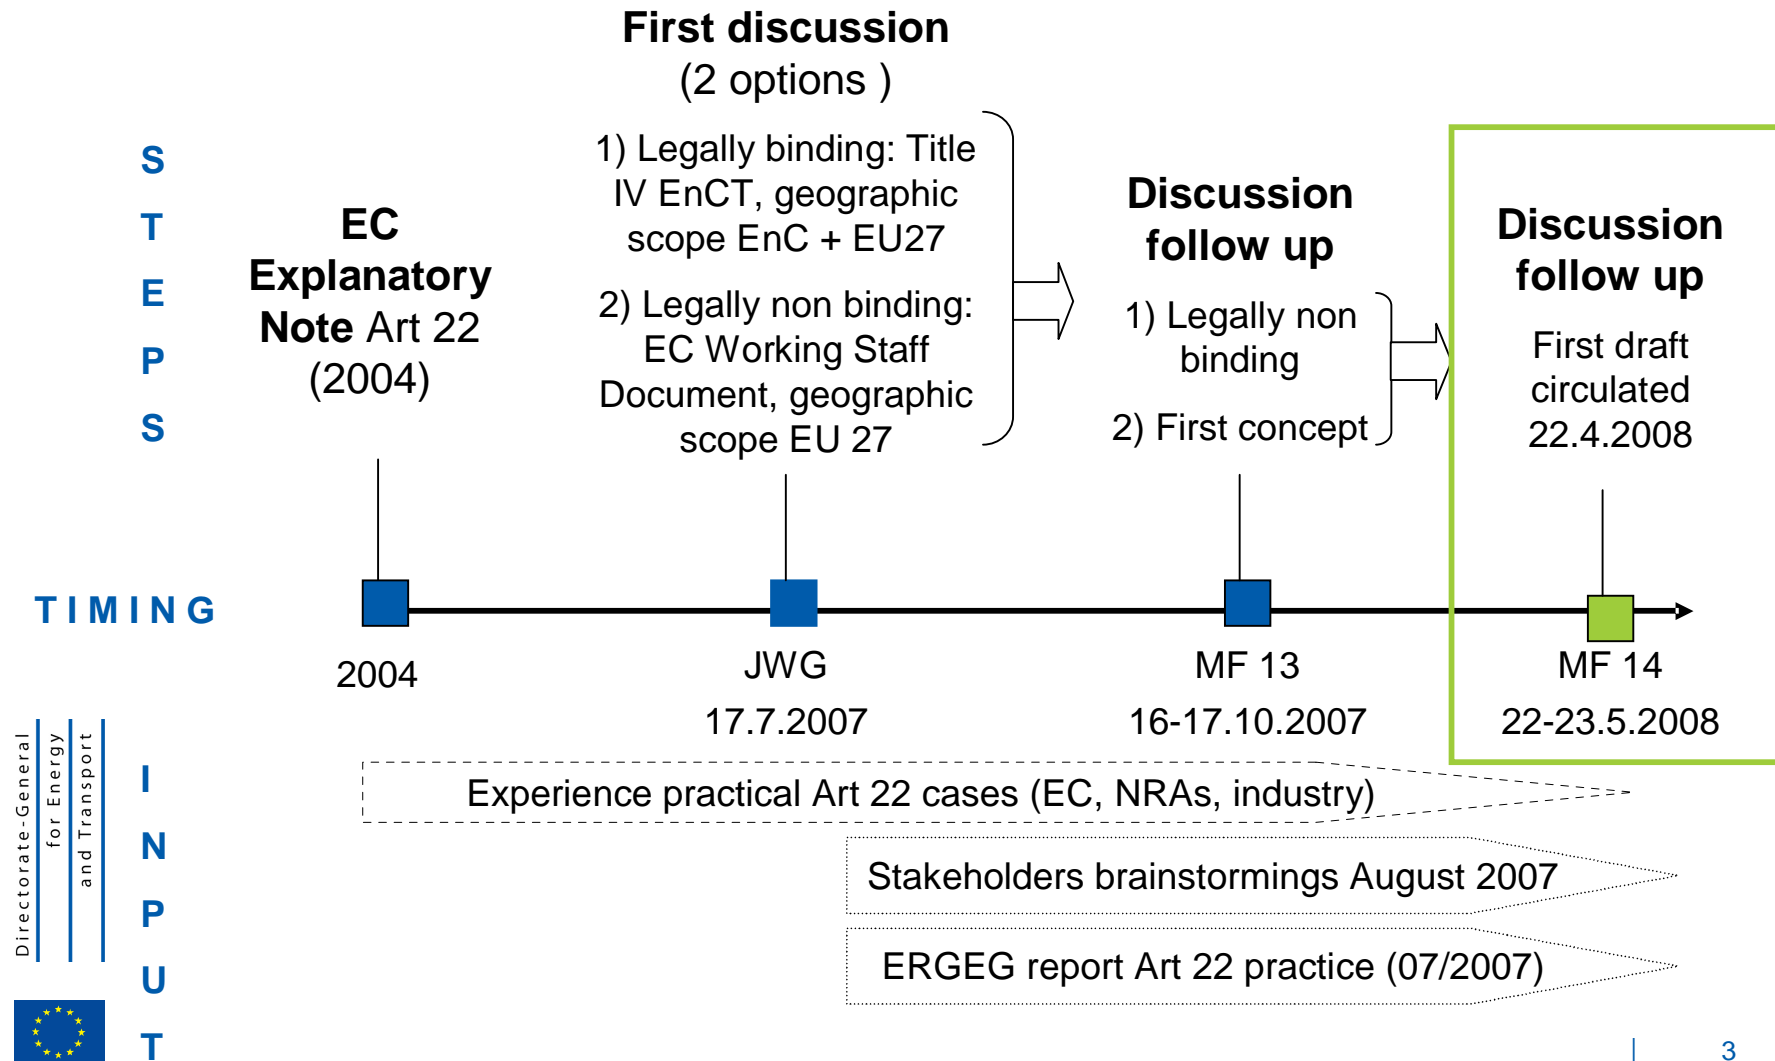 First discussion
(2 options )
1) Legally binding: Title
IV EnCT, geographic
scope EnC + EU27
2) Legally non binding:
EC Working Staff
Document, geographic
scope EU 27
STEPS
EC
Explanatory
Note Art 22
(2004)
Discussion
follow up
1) Legally non
binding
2) First concept
Discussion
follow up
First draft
circulated
22.4.2008
TIMING
2004
JWG
17.7.2007
MF 13
16-17.10.2007
MF 14
22-23.5.2008
INPUT
Experience practical Art 22 cases (EC, NRAs, industry)
Stakeholders brainstormings August 2007
ERGEG report Art 22 practice (07/2007)
Directorate-General
for Energy
and Transport
| 3